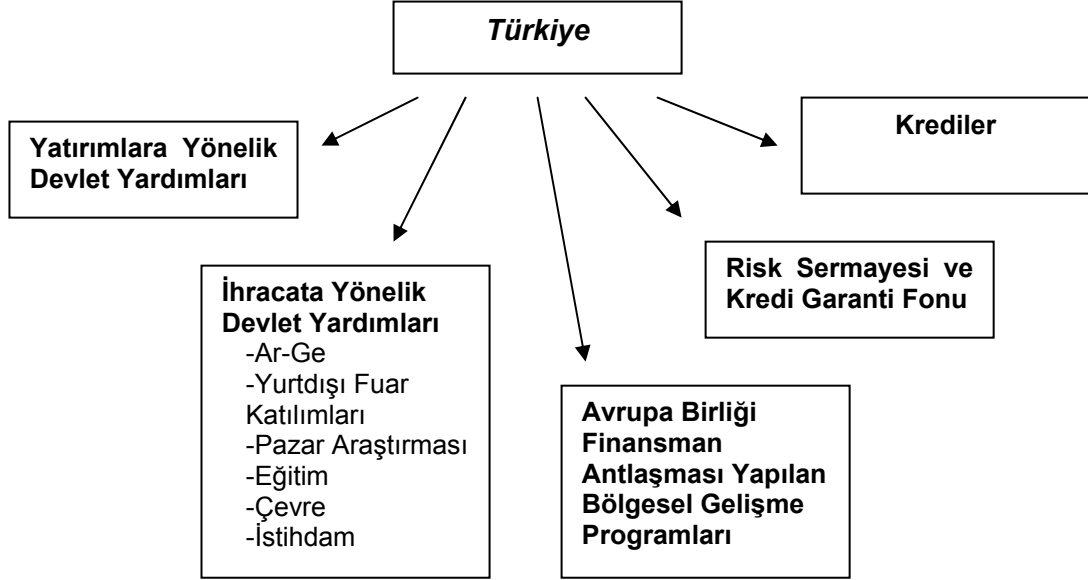 Türkiye
Yatırımlara Yönelik
Devlet Yardımları
İhracata Yönelik
Devlet Yardımları
-Ar-Ge
-Yurtdışı Fuar
Katılımları
-Pazar Araştırması
-Eğitim
-Çevre
-İstihdam
Avrupa Birliği
Finansman
Antlaşması Yapılan
Bölgesel Gelişme
Programları
Risk Sermayesi ve
Kredi Garanti Fonu
Krediler